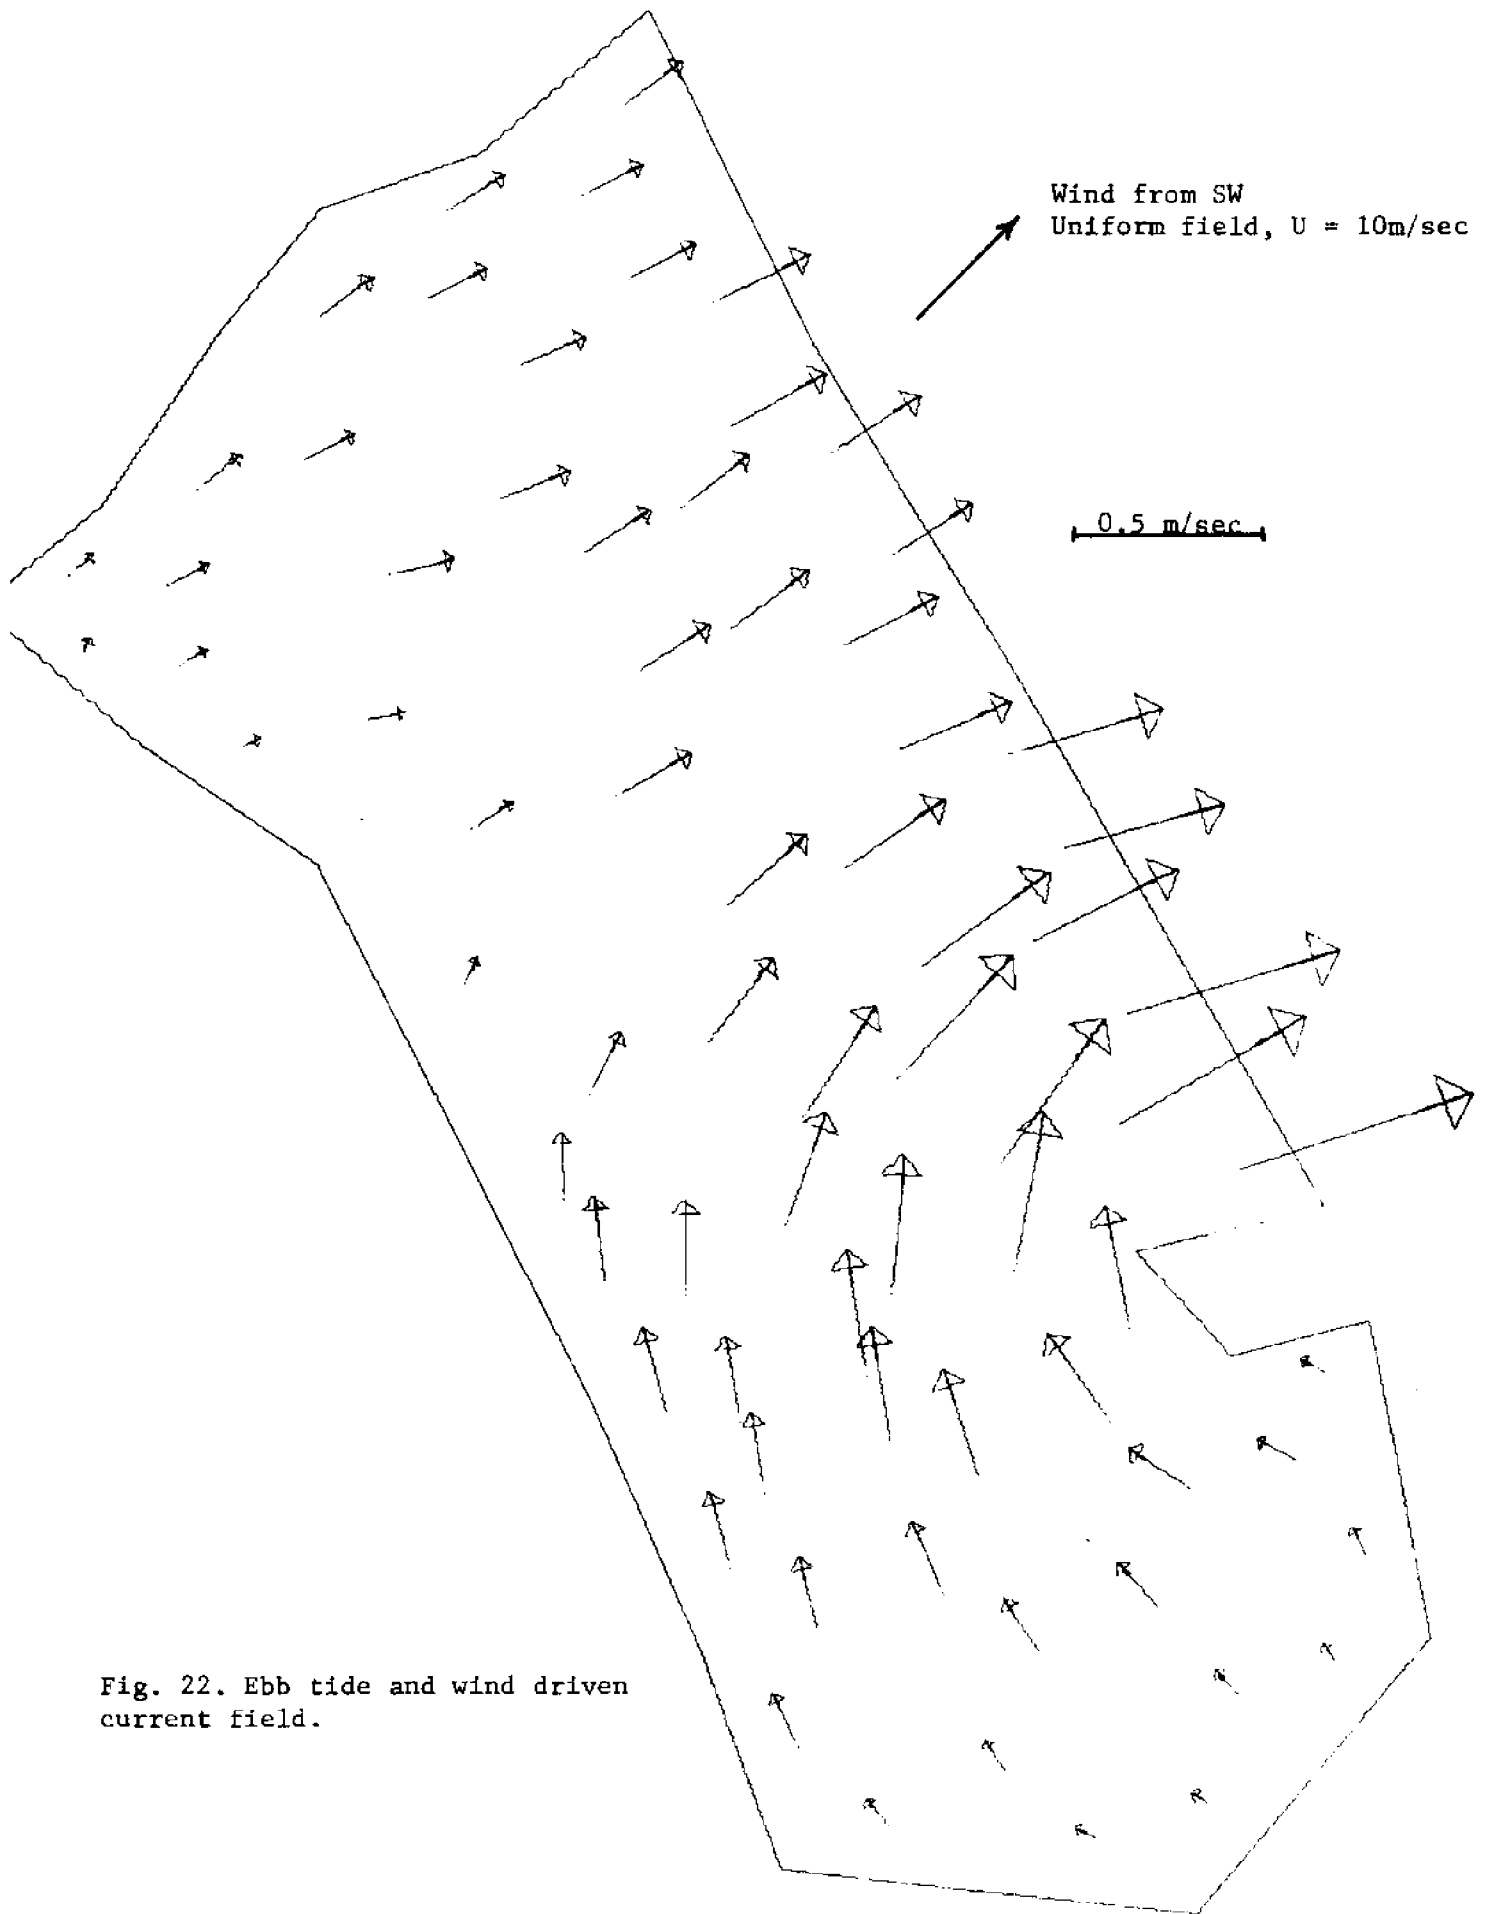 Wind from SW
Uniform field, U = 10m/sec
0.5 m/sec
Fig. 22. Ebb tide and wind driven
current field.